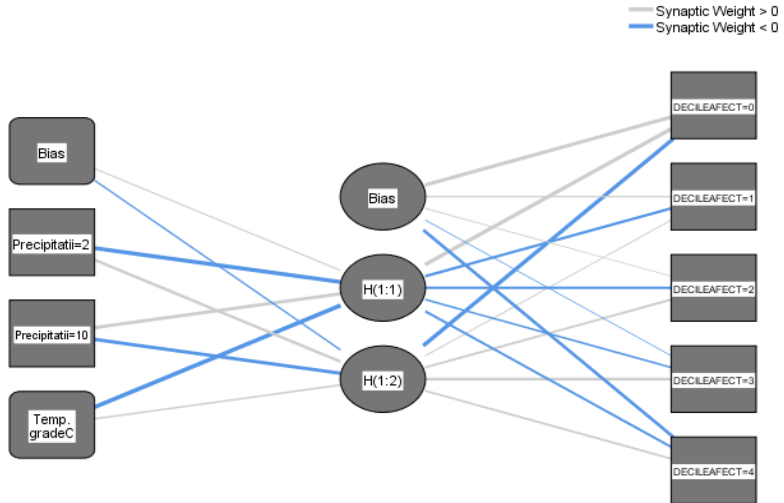 Synaptic Weight > 0
Synaptic Weight < 0
Bias
Precipitatii=2
Precipitatii=10
Temp.
gradeC
Bias
H(1:1)
H(1:2)
DECILEAFECT=0
DECILEAFECT=1
DECILEAFECT=2
DECILEAFECT=3
DECILEAFECT=4